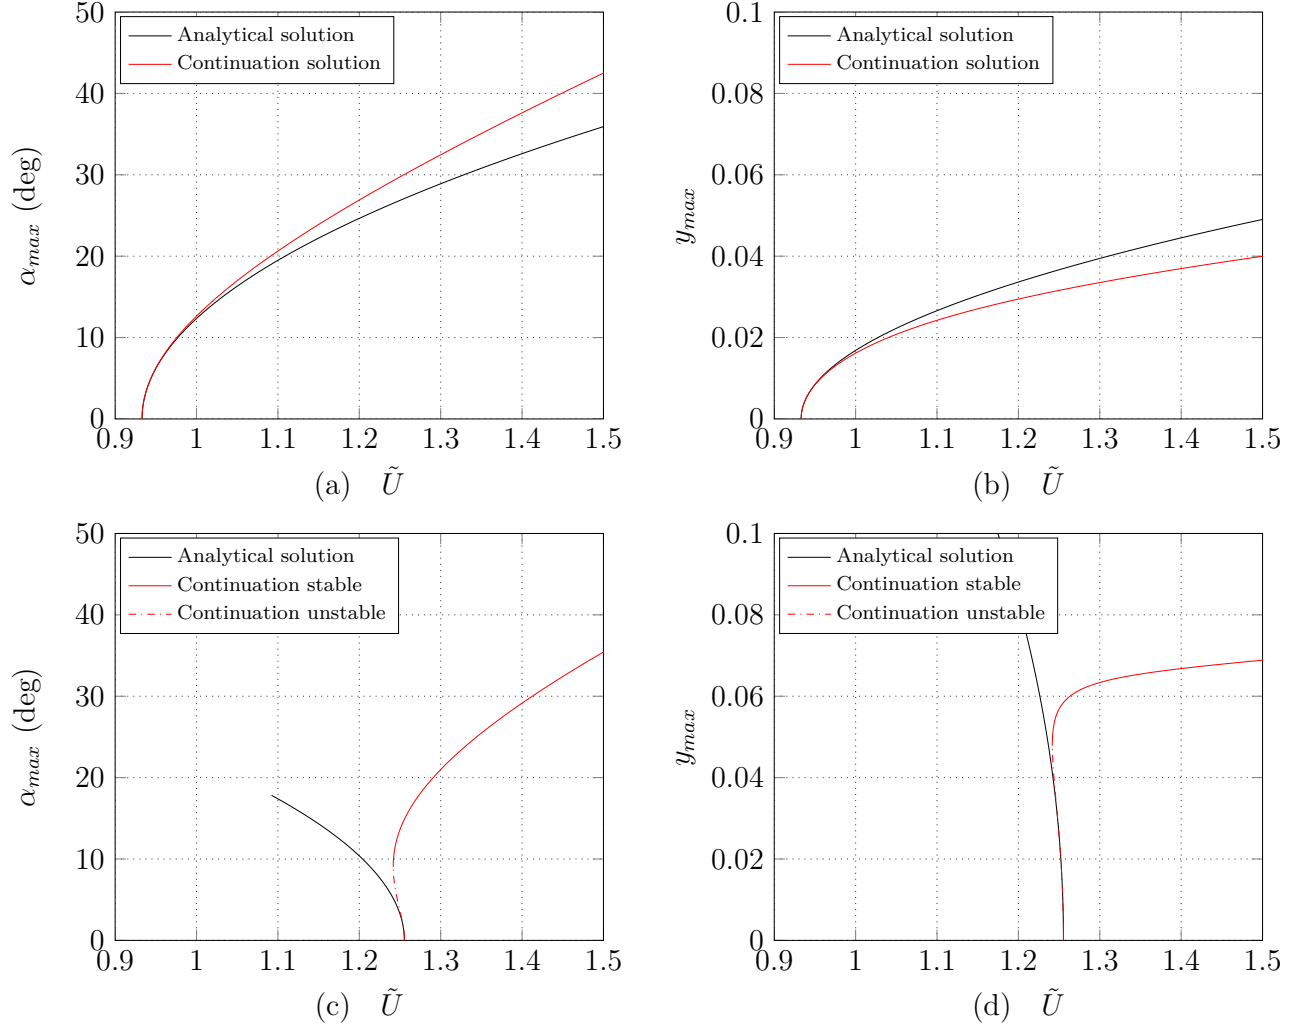 50
40
30
20
10
0
α_max (deg)
Analytical solution
Continuation solution
0.9 1 1.1 1.2 1.3 1.4 1.5
(a) Ũ
0.1
0.08
0.06
0.04
0.02
0
y_max
Analytical solution
Continuation solution
0.9 1 1.1 1.2 1.3 1.4 1.5
(b) Ũ
50
40
30
20
10
0
α_max (deg)
Analytical solution
Continuation stable
Continuation unstable
0.9 1 1.1 1.2 1.3 1.4 1.5
(c) Ũ
0.1
0.08
0.06
0.04
0.02
0
y_max
Analytical solution
Continuation stable
Continuation unstable
0.9 1 1.1 1.2 1.3 1.4 1.5
(d) Ũ